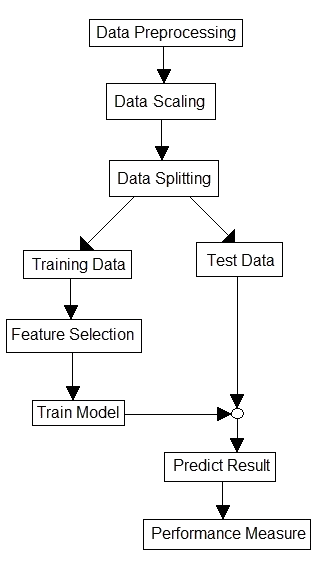 Data Preprocessing
Data Scaling
Data Splitting
Training Data
Test Data
Feature Selection
Train Model
Predict Result
Performance Measure